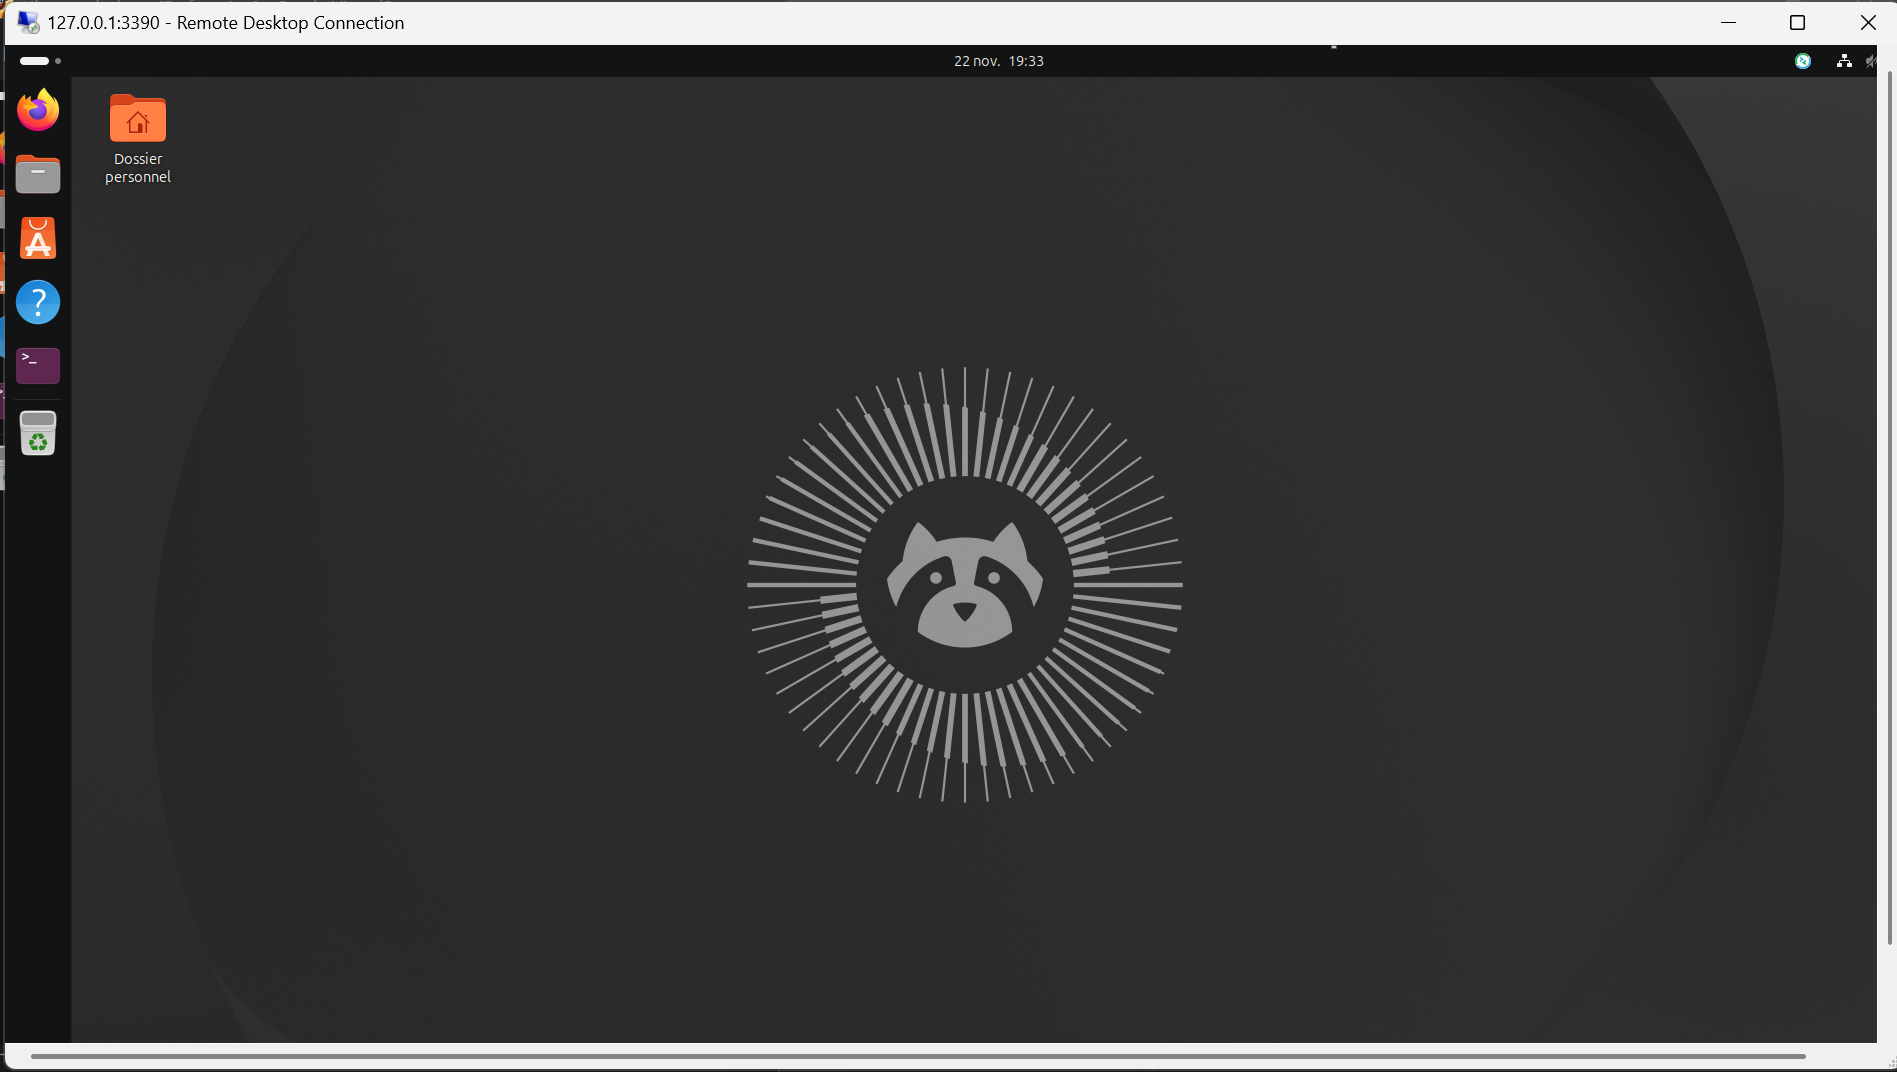 127.0.0.1:3390 - Remote Desktop Connection
22 nov. 19:33
Dossier
personnel